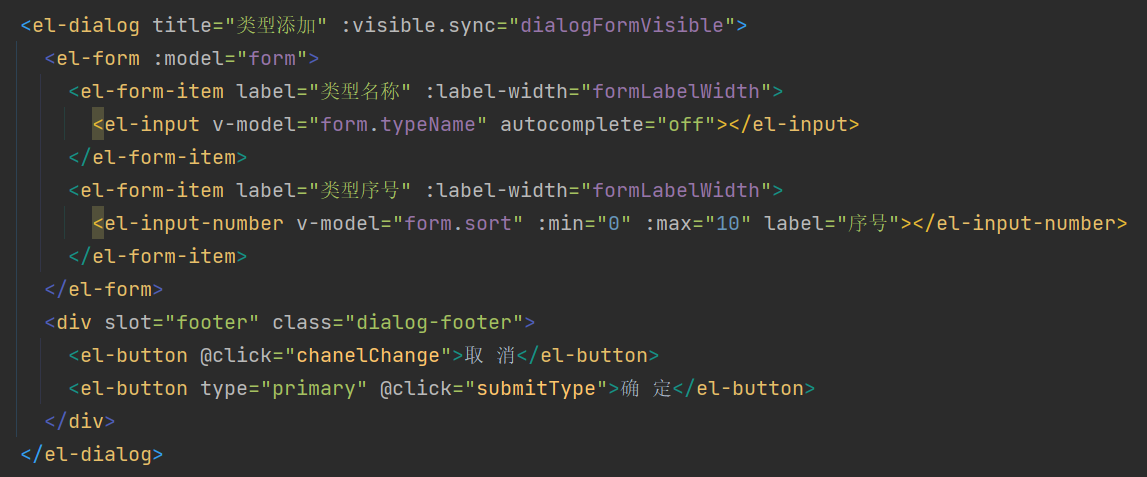 <el-dialog title="类型添加" :visible.sync="dialogFormVisible">
<el-form :model="form">
<el-form-item label="类型名称" :label-width="formLabelWidth">
<el-input v-model="form.typeName" autocomplete="off"></el-input>
</el-form-item>
<el-form-item label="类型序号" :label-width="formLabelWidth">
<el-input-number v-model="form.sort" :min="0" :max="10" label="序号"></el-input-number>
</el-form-item>
</el-form>
<div slot="footer" class="dialog-footer">
<el-button @click="chanelChange">取 消</el-button>
<el-button type="primary" @click="submitType">确 定</el-button>
</div>
</el-dialog>